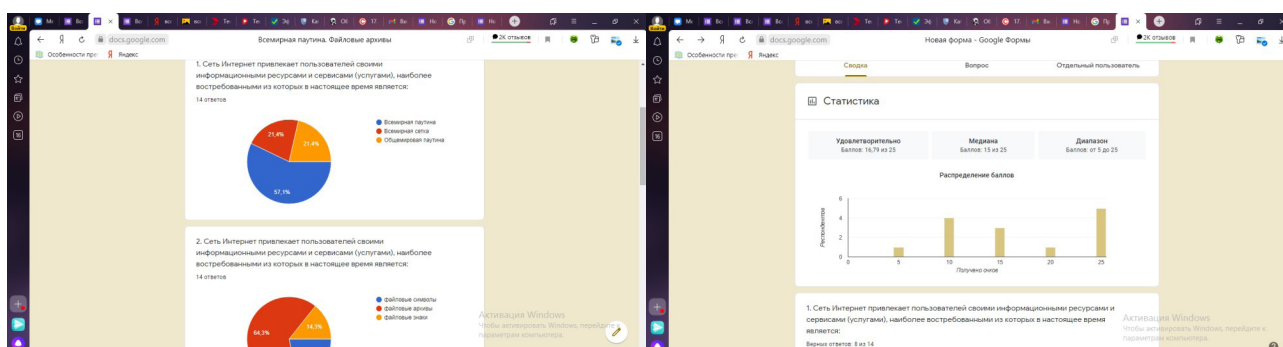 docs.google.com
Всемирная паутина. Файловые архивы
2K отзывов
Яндекс
1. Сеть Интернет привлекает пользователей своими
информационными ресурсами и сервисами (услугами), наиболее
востребованными из которых в настоящее время является:
14 ответов
Всемирная паутина
Всемирная сетка
Общемировая паутина
21,4%
21,4%
57,1%
2. Сеть Интернет привлекает пользователей своими
информационными ресурсами и сервисами (услугами), наиболее
востребованными из которых в настоящее время является:
14 ответов
файловые символы
файловые архивы
файловые знаки
64,3%
14,3%
Активация Windows
Чтобы активировать Windows, перейдите к
параметрам компьютера.
docs.google.com
Новая форма - Google Формы
2K отзывов
Яндекс
Сводка Вопрос Отдельный пользователь
Статистика
Удовлетворительно
Баллов: 16,79 из 25
Медиана
Баллов: 15 из 25
Диапазон
Баллов: от 5 до 25
Распределение баллов
Респондентов
6
4
2
0
0 5 10 15 20 25
Получено очков
1. Сеть Интернет привлекает пользователей своими информационными ресурсами и
сервисами (услугами), наиболее востребованными из которых в настоящее время
является:
Верных ответов: 8 из 14
Активация Windows
Чтобы активировать Windows, перейдите к
параметрам компьютера.